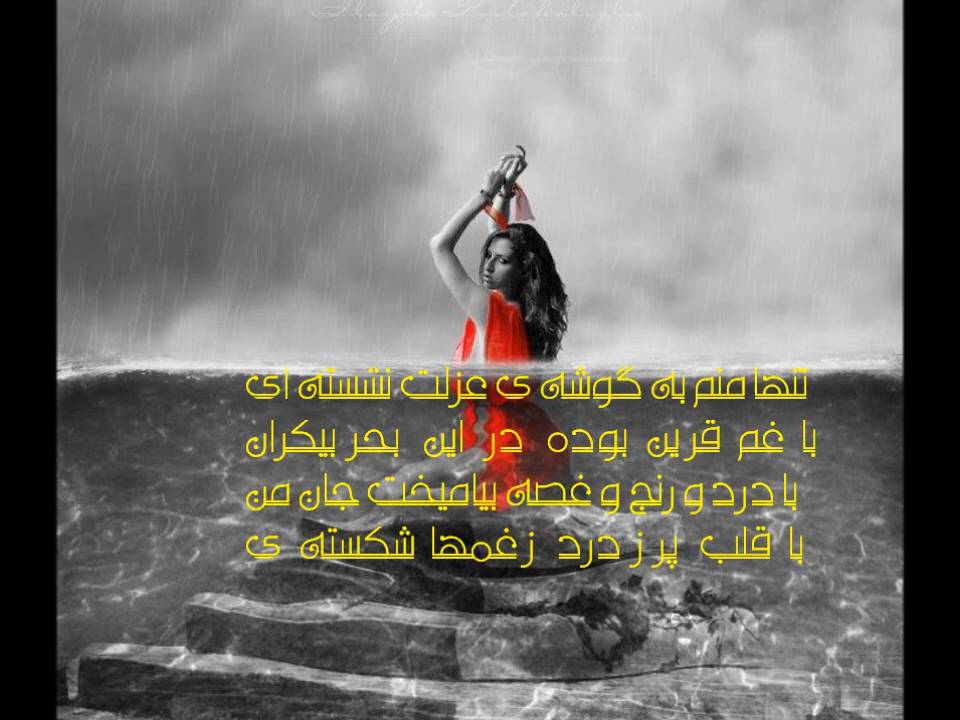 تنها منم به گوشه ی عزلت نشسته ای
با غم قرین بوده در این بحر بیکران
با درد و رنج و غصه بیامیخت جان من
با قلب پر ز درد ز غمها شکسته ی